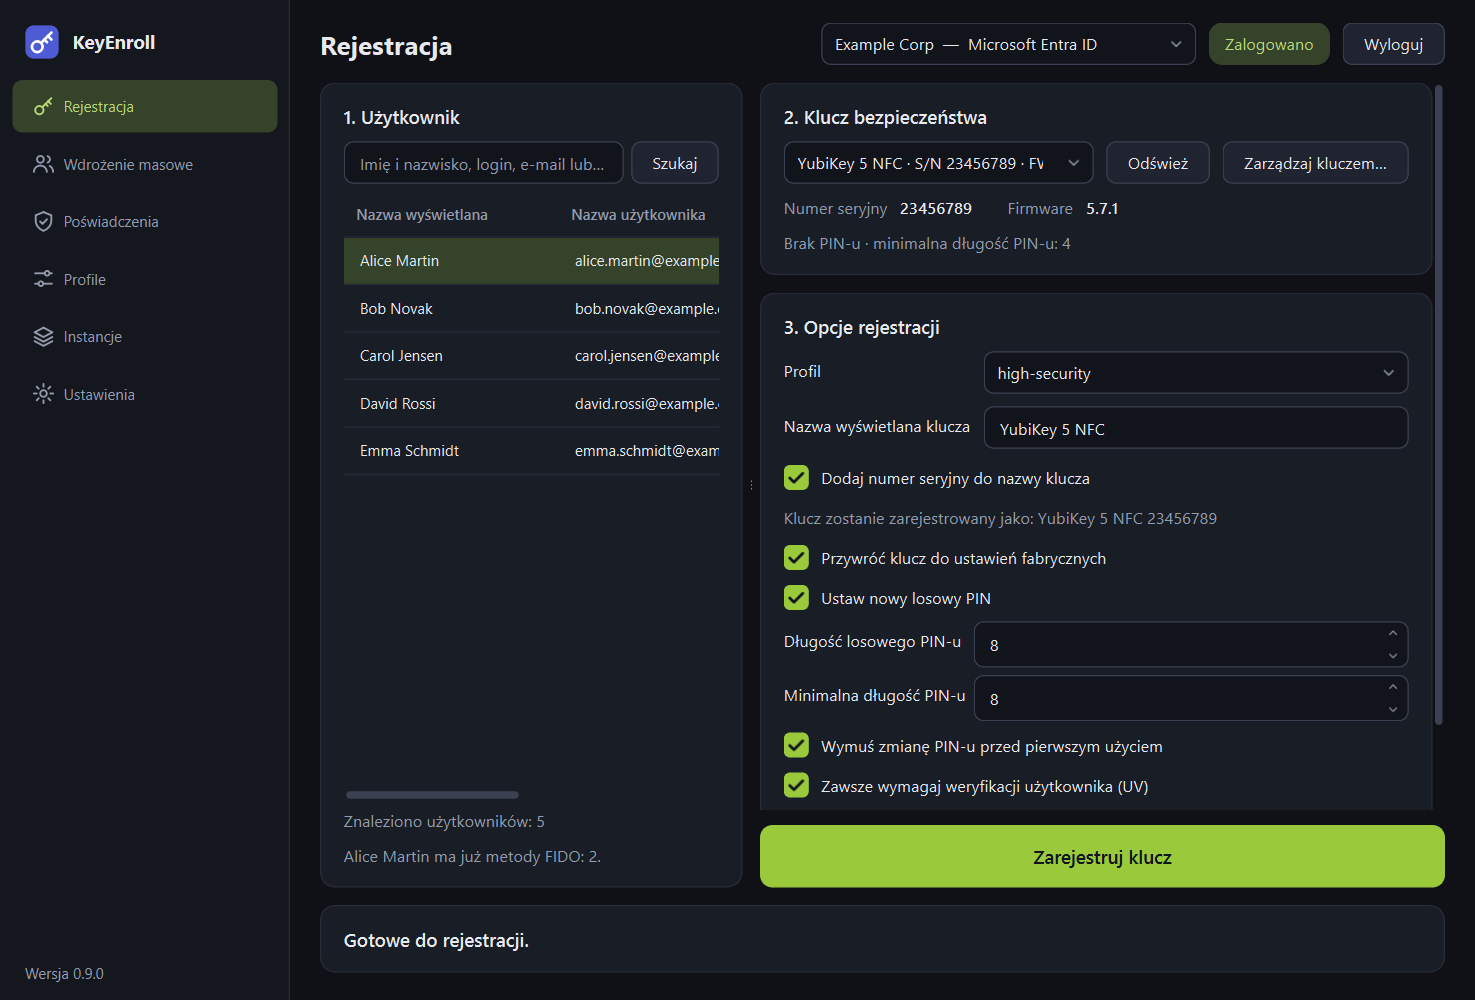 KeyEnroll
Rejestracja
Wdrożenie masowe
Poświadczenia
Profile
Instancje
Ustawienia
Wersja 0.9.0
Rejestracja
Example Corp — Microsoft Entra ID
Zalogowano
Wyloguj
1. Użytkownik
Imię i nazwisko, login, e-mail lub...
Szukaj
Nazwa wyświetlana Nazwa użytkownika
Alice Martin alice.martin@example
Bob Novak bob.novak@example.
Carol Jensen carol.jensen@example
David Rossi david.rossi@example.
Emma Schmidt emma.schmidt@exam
Znaleziono użytkowników: 5
Alice Martin ma już metody FIDO: 2.
2. Klucz bezpieczeństwa
YubiKey 5 NFC · S/N 23456789 · FW
Odśwież
Zarządzaj kluczem...
Numer seryjny 23456789 Firmware 5.7.1
Brak PIN-u · minimalna długość PIN-u: 4
3. Opcje rejestracji
Profil high-security
Nazwa wyświetlana klucza YubiKey 5 NFC
Dodaj numer seryjny do nazwy klucza
Klucz zostanie zarejestrowany jako: YubiKey 5 NFC 23456789
Przywróć klucz do ustawień fabrycznych
Ustaw nowy losowy PIN
Długość losowego PIN-u 8
Minimalna długość PIN-u 8
Wymuś zmianę PIN-u przed pierwszym użyciem
Zawsze wymagaj weryfikacji użytkownika (UV)
Zarejestruj klucz
Gotowe do rejestracji.